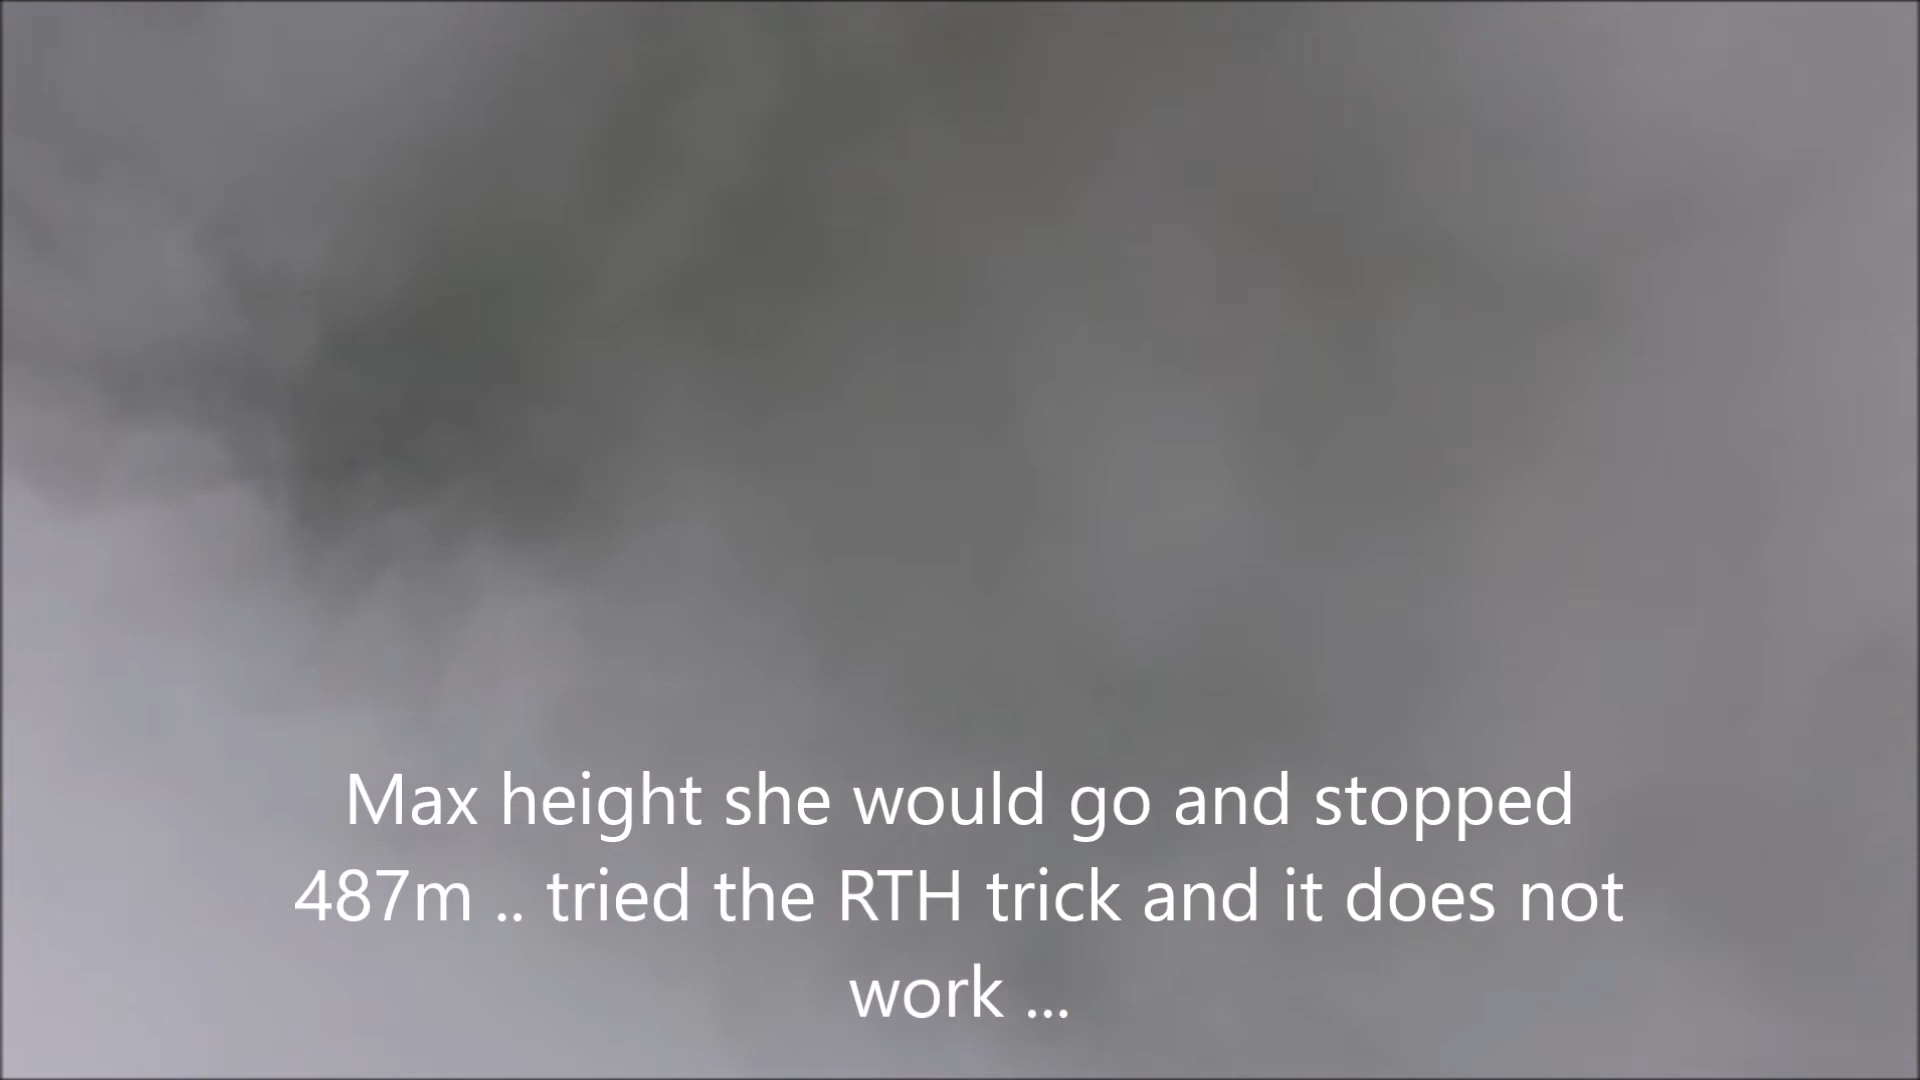 Max height she would go and stopped
487m .. tried the RTH trick and it does not
work ...